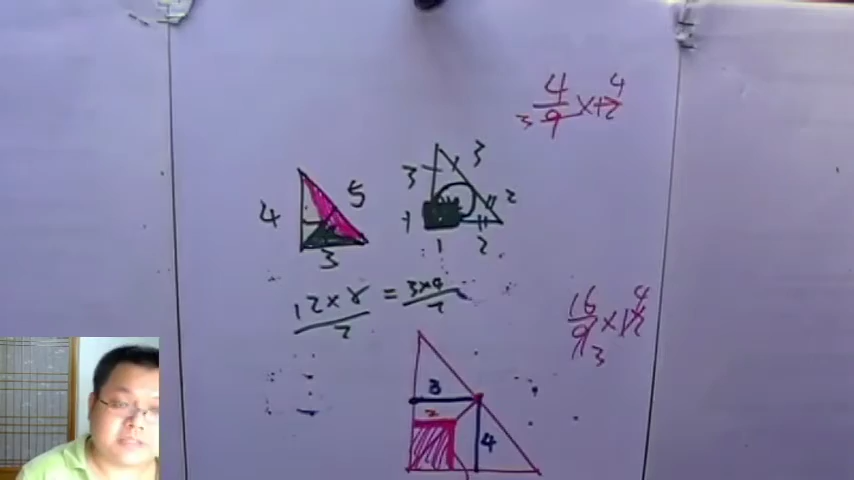 4/9 × 12 4
3
3 3
4 5 2
1
3 1 2
12×r/2 = 3×4/2
16/9 × 12 4
3
3
2
4